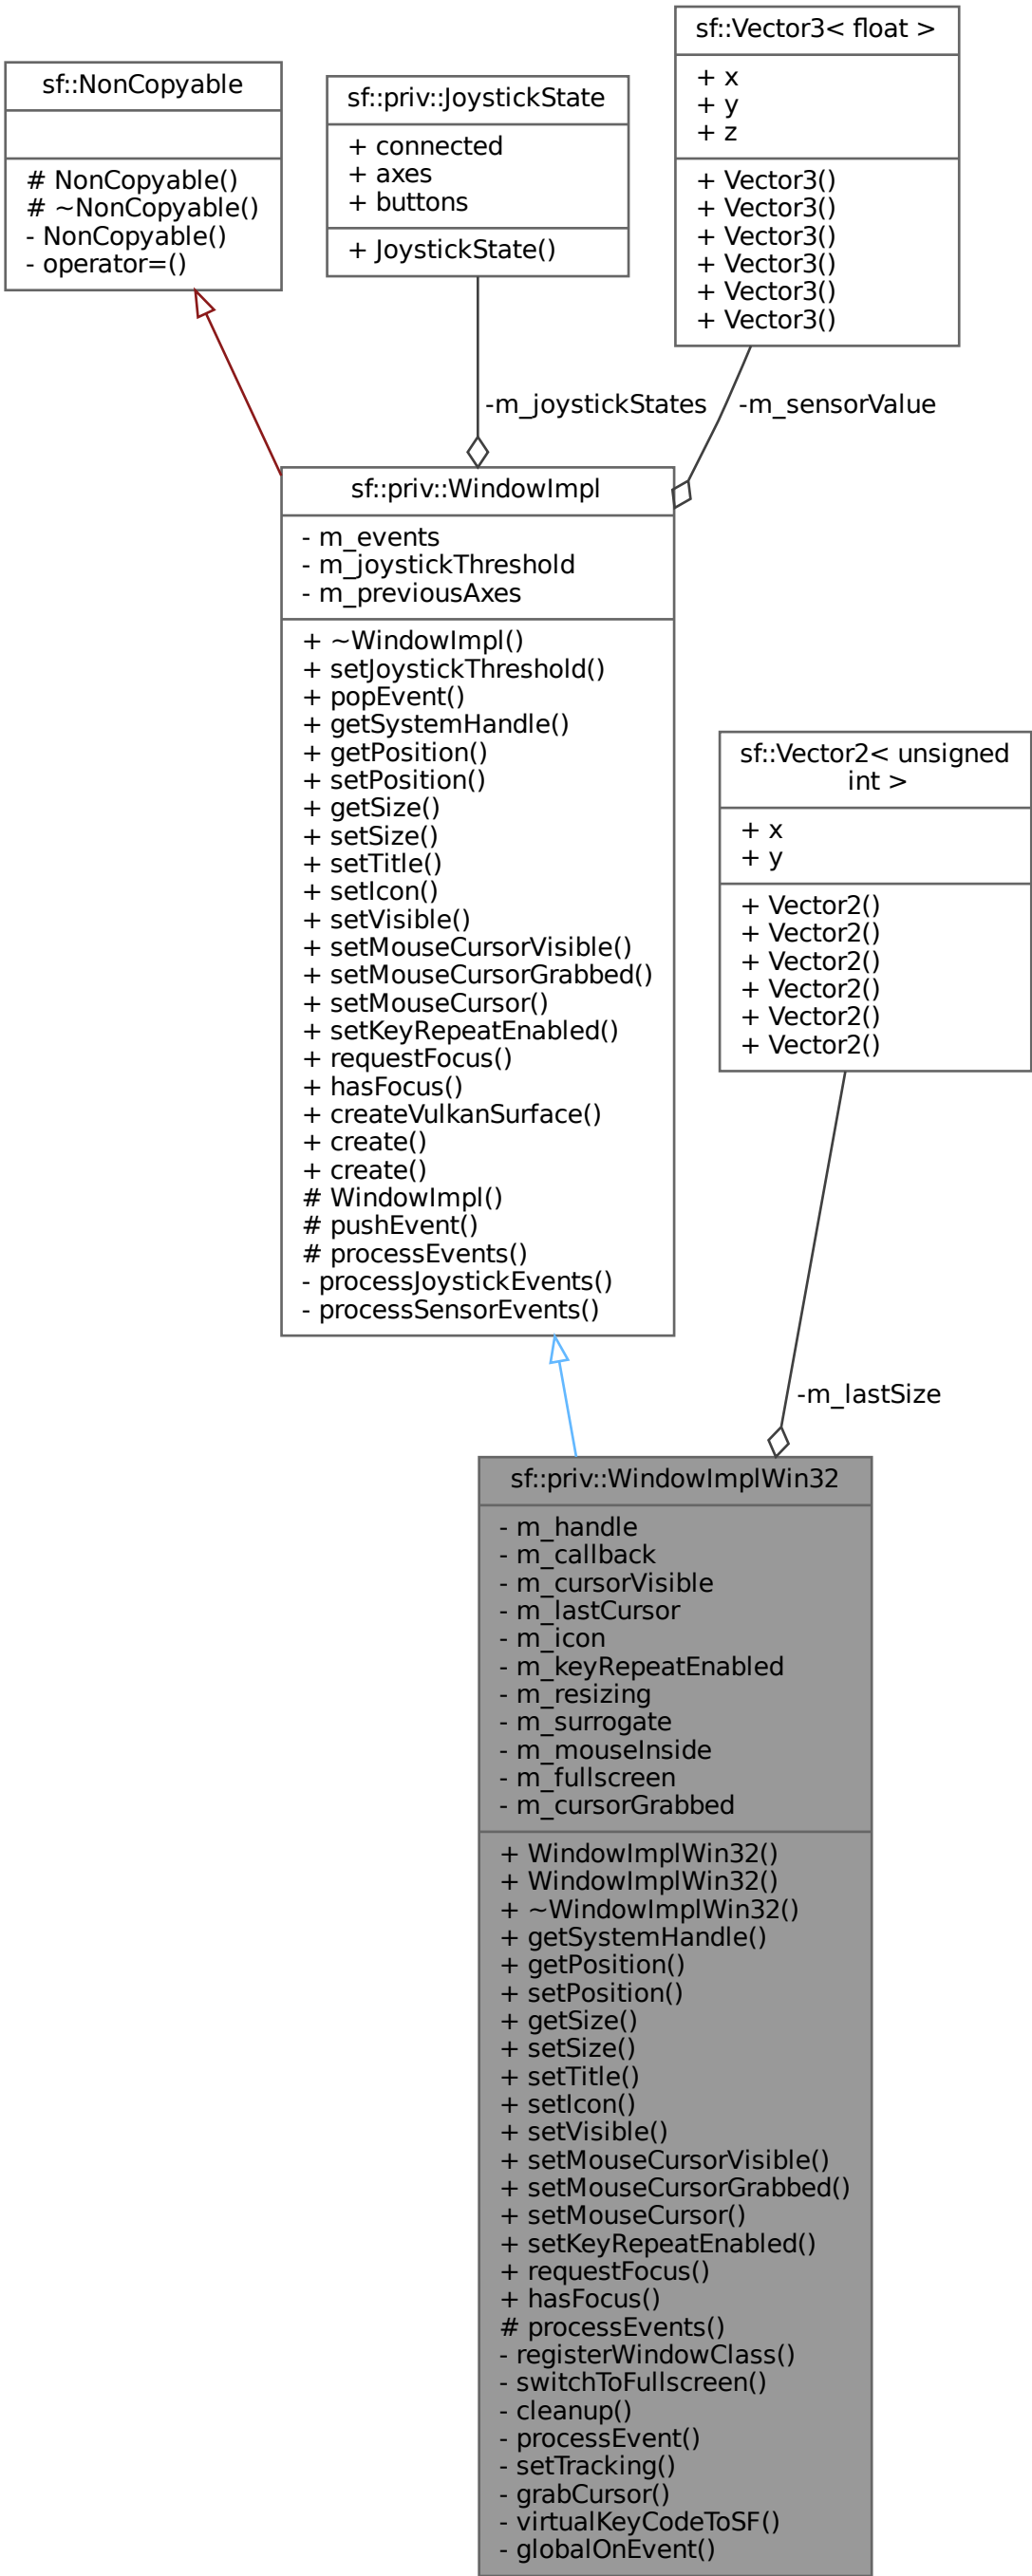 sf::Vector3< float >
+ x
+ y
+ z
+ Vector3()
+ Vector3()
+ Vector3()
+ Vector3()
+ Vector3()
+ Vector3()
sf::NonCopyable
# NonCopyable()
# ~NonCopyable()
- NonCopyable()
- operator=()
sf::priv::JoystickState
+ connected
+ axes
+ buttons
+ JoystickState()
-m_joystickStates
-m_sensorValue
sf::priv::WindowImpl
- m_events
- m_joystickThreshold
- m_previousAxes
+ ~WindowImpl()
+ setJoystickThreshold()
+ popEvent()
+ getSystemHandle()
+ getPosition()
+ setPosition()
+ getSize()
+ setSize()
+ setTitle()
+ setIcon()
+ setVisible()
+ setMouseCursorVisible()
+ setMouseCursorGrabbed()
+ setMouseCursor()
+ setKeyRepeatEnabled()
+ requestFocus()
+ hasFocus()
+ createVulkanSurface()
+ create()
+ create()
# WindowImpl()
# pushEvent()
# processEvents()
- processJoystickEvents()
- processSensorEvents()
sf::Vector2< unsigned
int >
+ x
+ y
+ Vector2()
+ Vector2()
+ Vector2()
+ Vector2()
+ Vector2()
+ Vector2()
-m_lastSize
sf::priv::WindowImplWin32
- m_handle
- m_callback
- m_cursorVisible
- m_lastCursor
- m_icon
- m_keyRepeatEnabled
- m_resizing
- m_surrogate
- m_mouseInside
- m_fullscreen
- m_cursorGrabbed
+ WindowImplWin32()
+ WindowImplWin32()
+ ~WindowImplWin32()
+ getSystemHandle()
+ getPosition()
+ setPosition()
+ getSize()
+ setSize()
+ setTitle()
+ setIcon()
+ setVisible()
+ setMouseCursorVisible()
+ setMouseCursorGrabbed()
+ setMouseCursor()
+ setKeyRepeatEnabled()
+ requestFocus()
+ hasFocus()
# processEvents()
- registerWindowClass()
- switchToFullscreen()
- cleanup()
- processEvent()
- setTracking()
- grabCursor()
- virtualKeyCodeToSF()
- globalOnEvent()